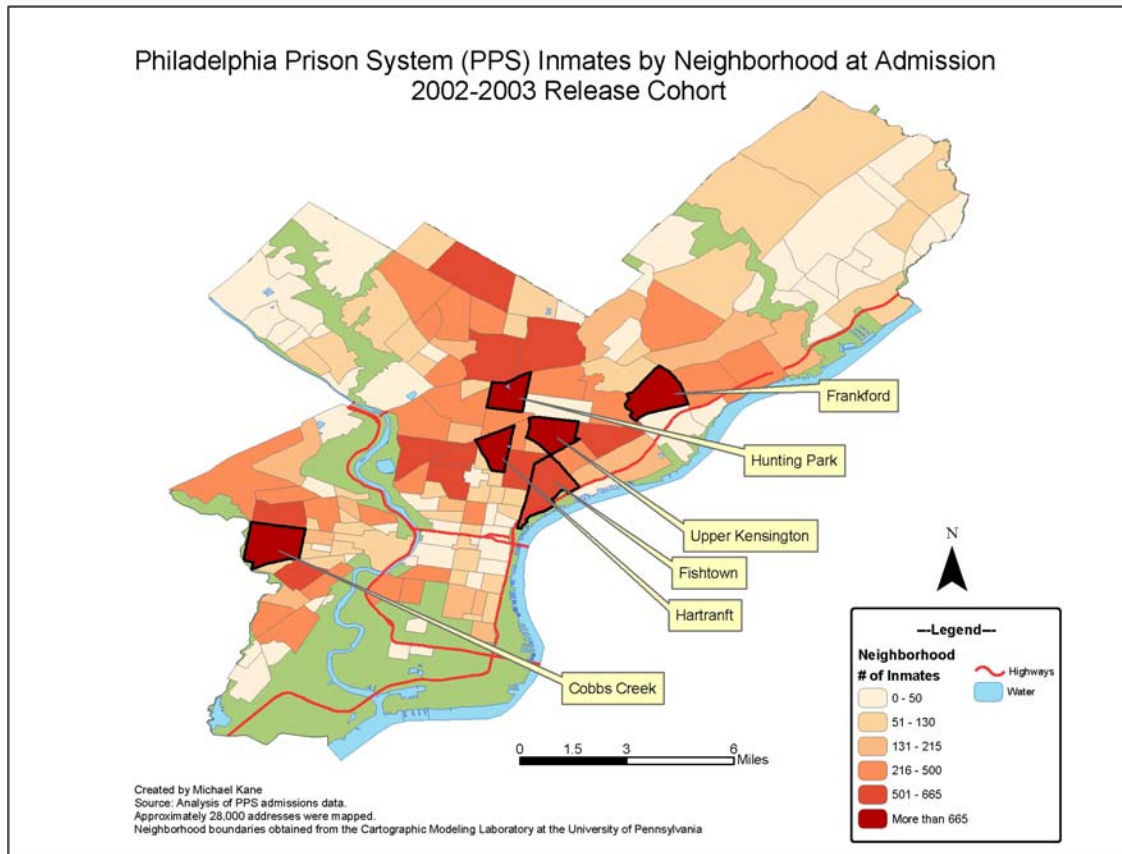 Philadelphia Prison System (PPS) Inmates by Neighborhood at Admission
2002-2003 Release Cohort
Frankford
Hunting Park
Upper Kensington
Fishtown
Hartranft
Cobbs Creek
N
---Legend---
Neighborhood
# of Inmates
0 - 50
51 - 130
131 - 215
216 - 500
501 - 665
More than 665
Highways
Water
0 1.5 3 6
Miles
Created by Michael Kane
Source: Analysis of PPS admissions data.
Approximately 28,000 addresses were mapped.
Neighborhood boundaries obtained from the Cartographic Modeling Laboratory at the University of Pennsylvania